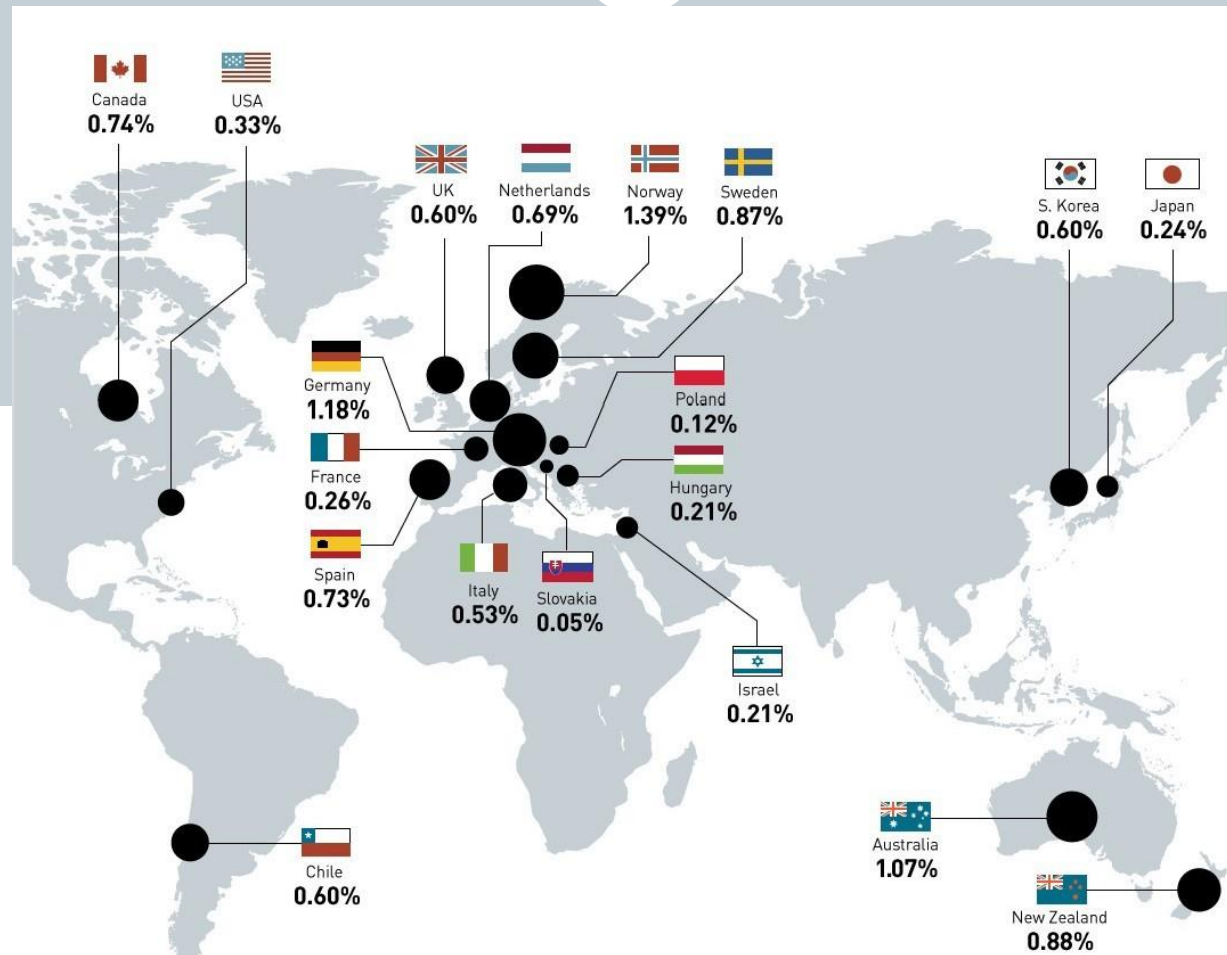 Canada
0.74%
USA
0.33%
UK
0.60%
Netherlands
0.69%
Norway
1.39%
Sweden
0.87%
S. Korea
0.60%
Japan
0.24%
Germany
1.18%
France
0.26%
Spain
0.73%
Poland
0.12%
Hungary
0.21%
Italy
0.53%
Slovakia
0.05%
Israel
0.21%
Chile
0.60%
Australia
1.07%
New Zealand
0.88%